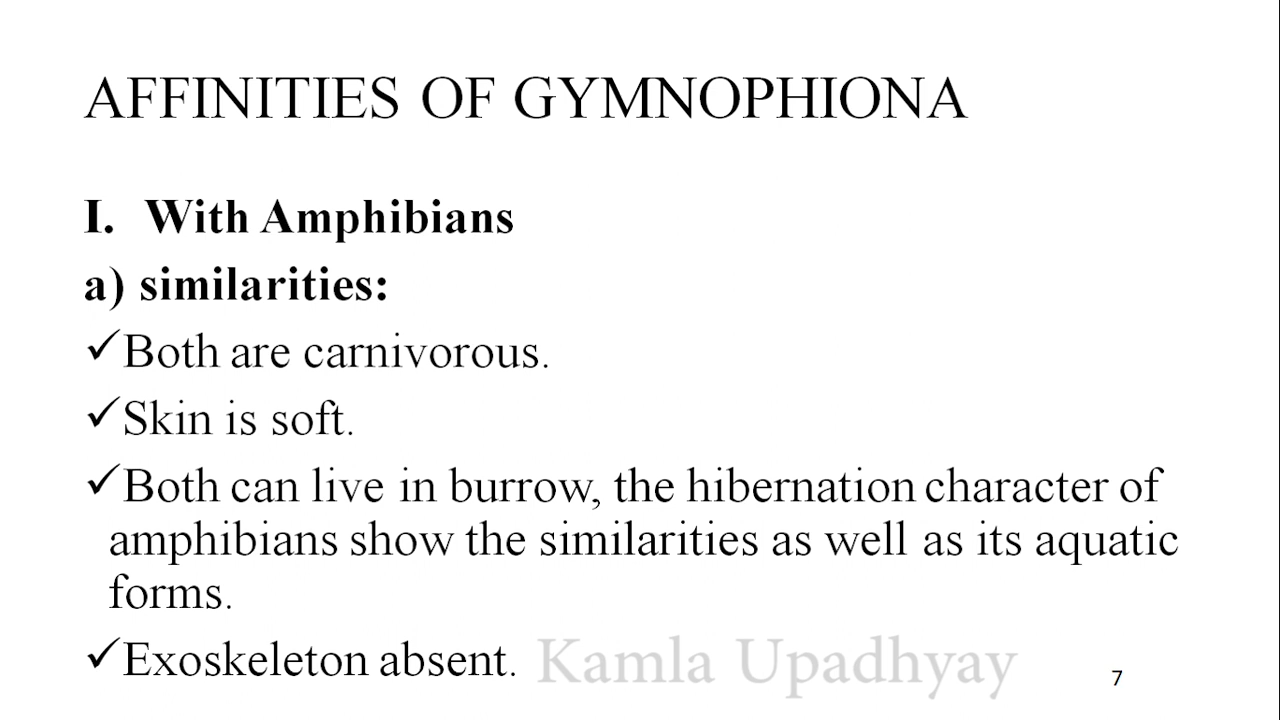 AFFINITIES OF GYMNOPHIONA
I. With Amphibians
a) similarities:
✓Both are carnivorous.
✓Skin is soft.
✓Both can live in burrow, the hibernation character of
amphibians show the similarities as well as its aquatic
forms.
✓Exoskeleton absent.
Kamla Upadhyay
7